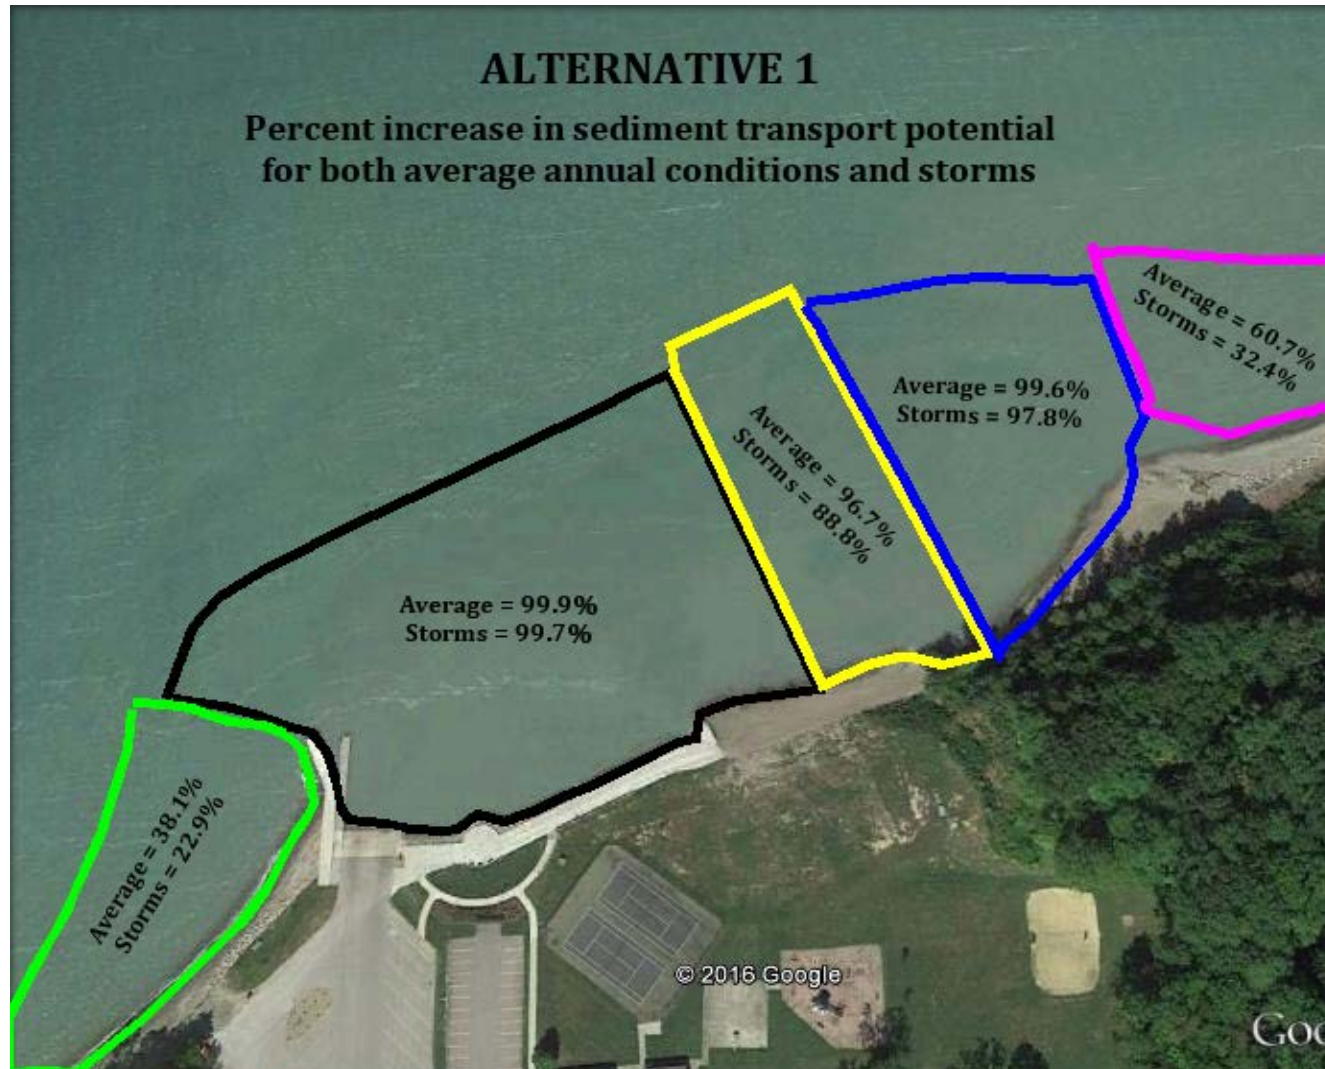 ALTERNATIVE 1
Percent increase in sediment transport potential
for both average annual conditions and storms
Average = 60.7%
Storms = 32.4%
Average = 99.6%
Storms = 97.8%
Average = 96.7%
Storms = 88.8%
Average = 99.9%
Storms = 99.7%
Average = 38.1%
Storms = 22.9%
© 2016 Google
Goo